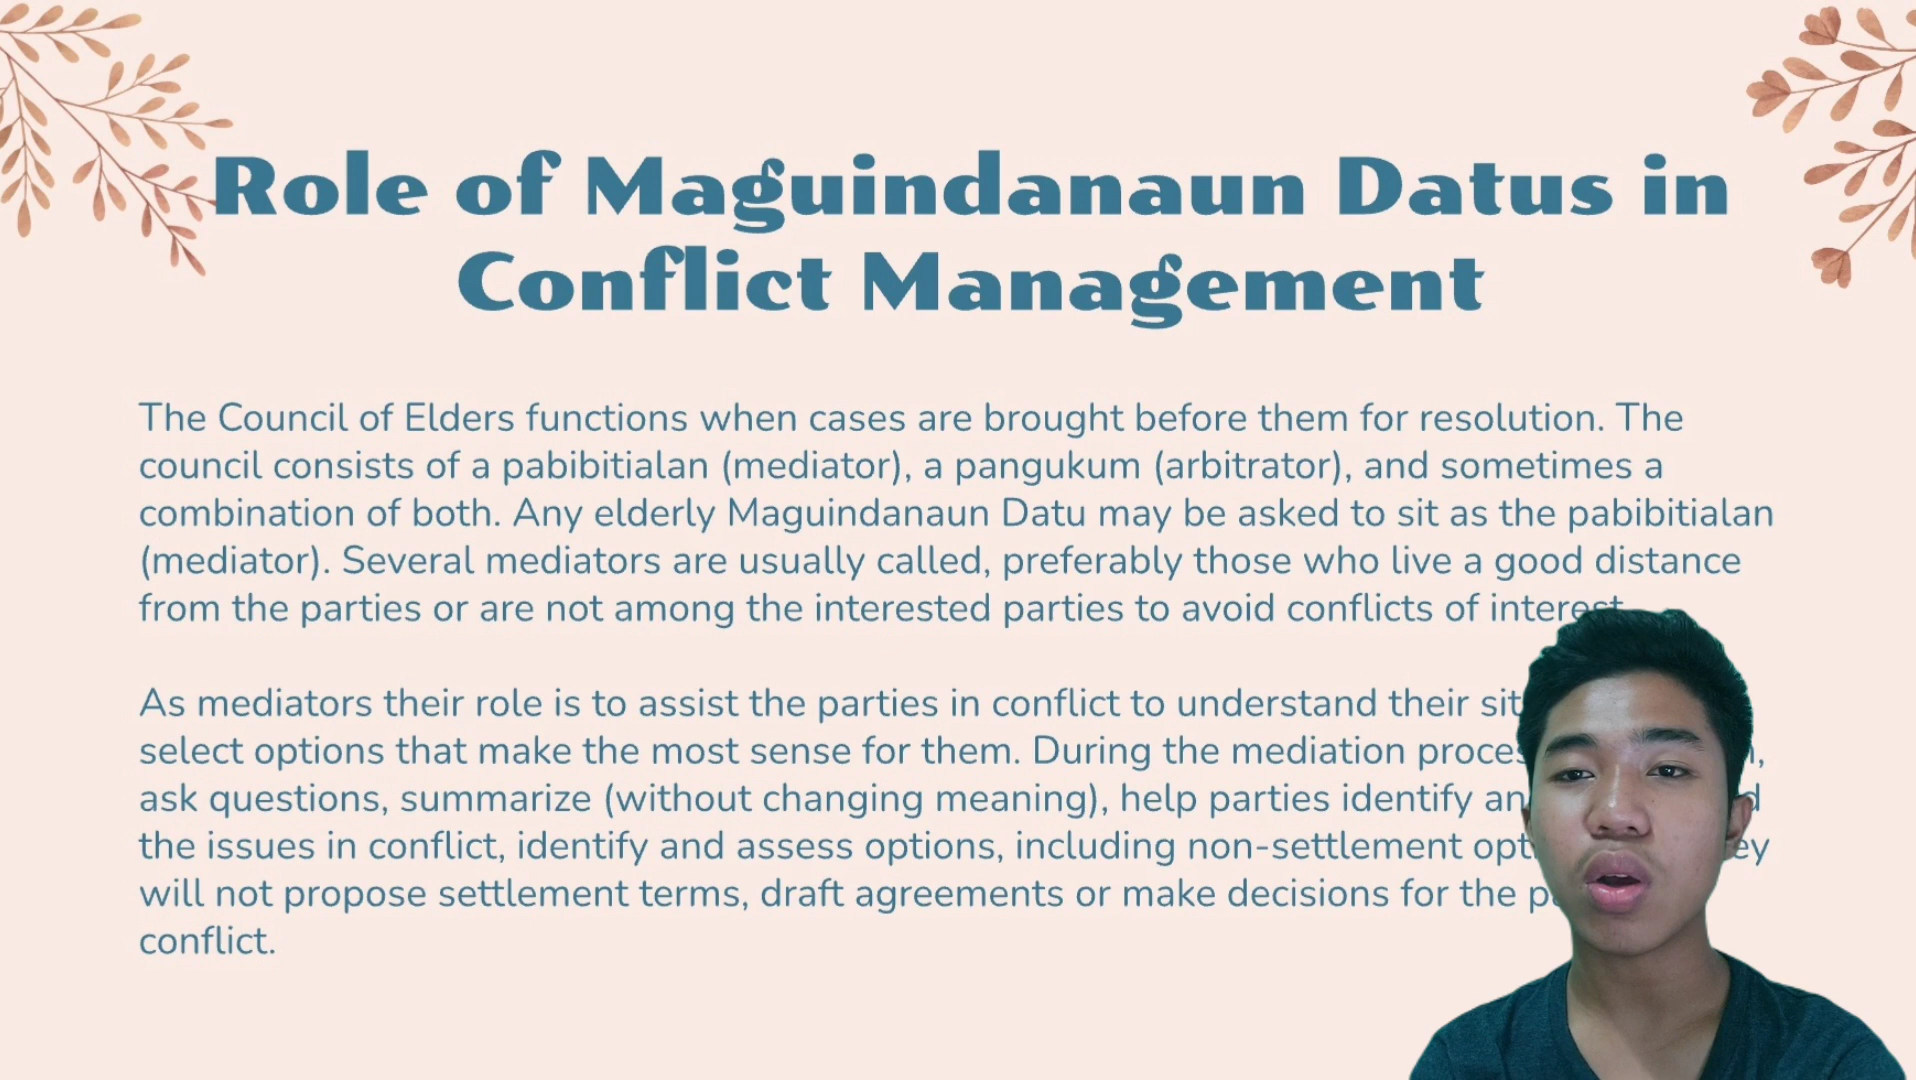 Role of Maguindanaun Datus in
Conflict Management
The Council of Elders functions when cases are brought before them for resolution. The
council consists of a pabibitialan (mediator), a pangukum (arbitrator), and sometimes a
combination of both. Any elderly Maguindanaun Datu may be asked to sit as the pabibitialan
(mediator). Several mediators are usually called, preferably those who live a good distance
from the parties or are not among the interested parties to avoid conflicts of interest
As mediators their role is to assist the parties in conflict to understand their
select options that make the most sense for them. During the mediation
ask questions, summarize (without changing meaning), help parties identify
the issues in conflict, identify and assess options, including non-settlement
will not propose settlement terms, draft agreements or make decisions for the
conflict.